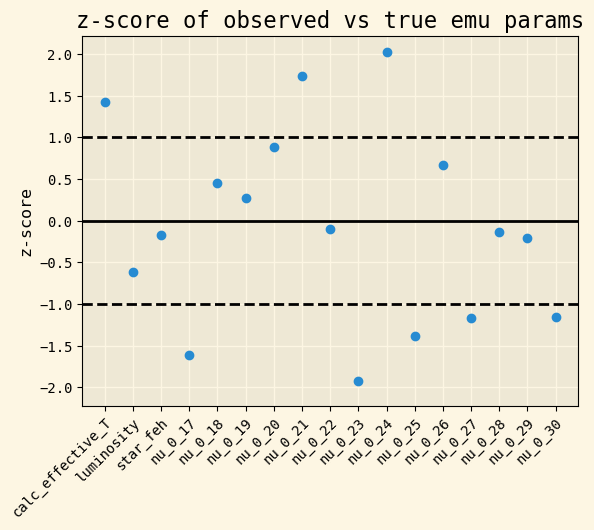 z-score of observed vs true emu params
z-score
2.0
1.5
1.0
0.5
0.0
−0.5
−1.0
−1.5
−2.0
calc_effective_T
luminosity
star_feh
nu_0_17
nu_0_18
nu_0_19
nu_0_20
nu_0_21
nu_0_22
nu_0_23
nu_0_24
nu_0_25
nu_0_26
nu_0_27
nu_0_28
nu_0_29
nu_0_30